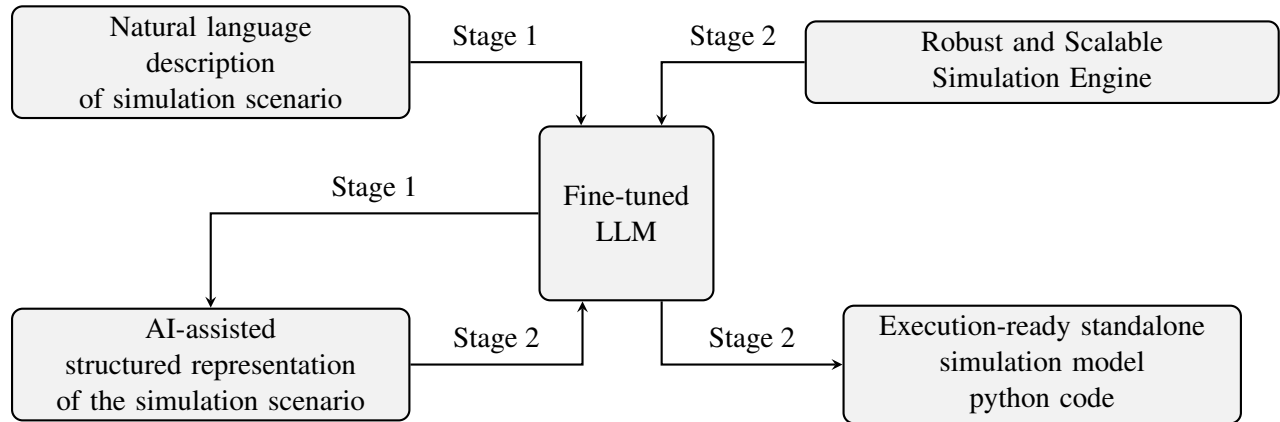 Natural language
description
of simulation scenario
Stage 1
Stage 2
Robust and Scalable
Simulation Engine
Stage 1
Fine-tuned
LLM
AI-assisted
structured representation
of the simulation scenario
Stage 2
Stage 2
Execution-ready standalone
simulation model
python code